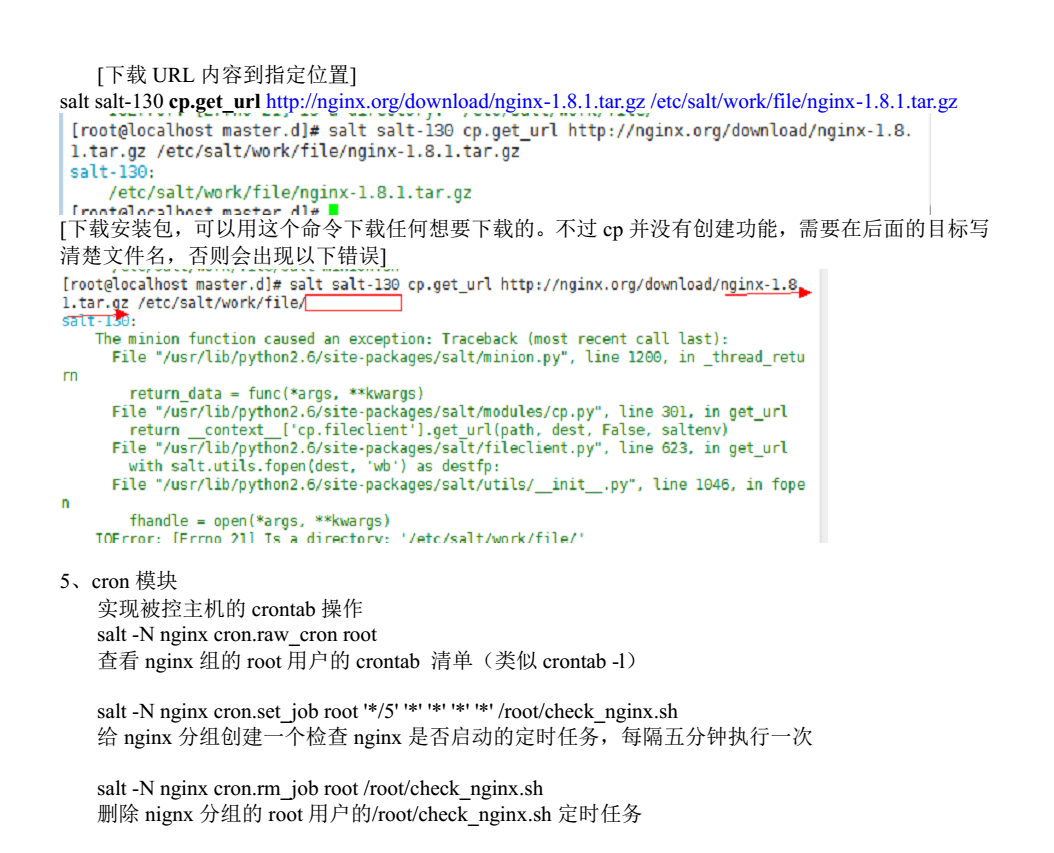 [下载 URL 内容到指定位置]
salt salt-130 cp.get_url http://nginx.org/download/nginx-1.8.1.tar.gz /etc/salt/work/file/nginx-1.8.1.tar.gz
[root@localhost master.d]# salt salt-130 cp.get_url http://nginx.org/download/nginx-1.8.
1.tar.gz /etc/salt/work/file/nginx-1.8.1.tar.gz
salt-130:
/etc/salt/work/file/nginx-1.8.1.tar.gz
[root@localhost master.d]#
[下载安装包，可以用这个命令下载任何想要下载的。不过 cp 并没有创建功能，需要在后面的目标写
清楚文件名，否则会出现以下错误]
[root@localhost master.d]# salt salt-130 cp.get_url http://nginx.org/download/nginx-1.8.
1.tar.gz /etc/salt/work/file/
salt-130:
The minion function caused an exception: Traceback (most recent call last):
File "/usr/lib/python2.6/site-packages/salt/minion.py", line 1200, in _thread_retu
rn
return_data = func(*args, **kwargs)
File "/usr/lib/python2.6/site-packages/salt/modules/cp.py", line 301, in get_url
return __context__['cp.fileclient'].get_url(path, dest, False, saltenv)
File "/usr/lib/python2.6/site-packages/salt/fileclient.py", line 623, in get_url
with salt.utils.fopen(dest, 'wb') as destfp:
File "/usr/lib/python2.6/site-packages/salt/utils/__init__.py", line 1046, in fope
n
fhandle = open(*args, **kwargs)
IOError: [Errno 21] Is a directory: '/etc/salt/work/file/'
5、cron 模块
实现被控主机的 crontab 操作
salt -N nginx cron.raw_cron root
查看 nginx 组的 root 用户的 crontab 清单（类似 crontab -l）
salt -N nginx cron.set_job root '*/5' '*' '*' '*' '*' /root/check_nginx.sh
给 nginx 分组创建一个检查 nginx 是否启动的定时任务，每隔五分钟执行一次
salt -N nginx cron.rm_job root /root/check_nginx.sh
删除 nignx 分组的 root 用户的/root/check_nginx.sh 定时任务